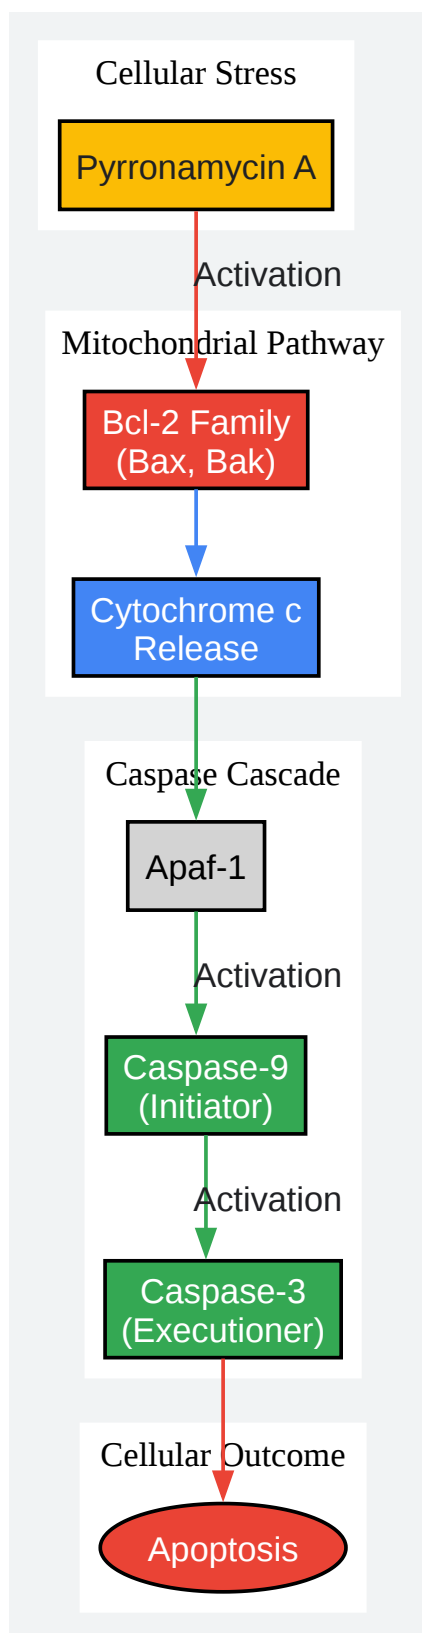 Cellular Stress
Pyrronamycin A
Activation
Mitochondrial Pathway
Bcl-2 Family
(Bax, Bak)
Cytochrome c
Release
Caspase Cascade
Apaf-1
Activation
Caspase-9
(Initiator)
Activation
Caspase-3
(Executioner)
Cellular Outcome
Apoptosis